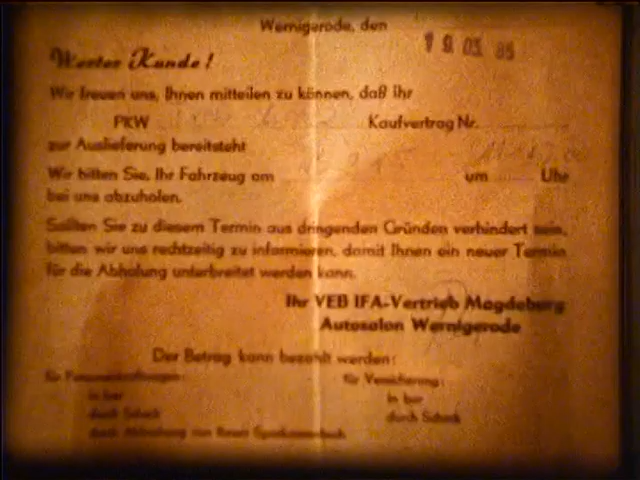 Wernigerode, den 19.03.85
Werter Kunde!
Wir freuen uns, Ihnen mitteilen zu können, daß Ihr
PKW Kaufvertrag Nr.
zur Auslieferung bereitsteht
Wir bitten Sie, Ihr Fahrzeug am um Uhr
bei uns abzuholen.
Sollten Sie zu diesem Termin aus dringenden Gründen verhindert sein,
bitten wir uns rechtzeitig zu informieren, damit Ihnen ein neuer Termin
für die Abholung unterbreitet werden kann.
Ihr VEB IFA-Vertrieb Magdeburg
Autosalon Wernigerode
Der Betrag kann bezahlt werden:
für für Versicherung:
in bar in bar
durch Scheck durch Scheck
durch Abbuchung von Ihrem